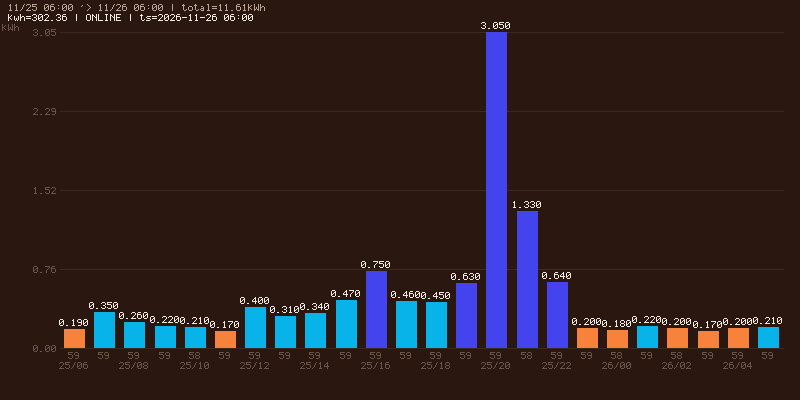 11/25 06:00 -> 11/26 06:00 | total=11.61kWh
Kwh=302.36 | ONLINE | ts=2026-11-26 06:00
kWh
3.05
2.29
1.52
0.76
0.00
0.190 0.350 0.260 0.220 0.210 0.170 0.400 0.310 0.340 0.470 0.750 0.460 0.450 0.630 3.050 1.330 0.640 0.200 0.180 0.220 0.200 0.170 0.200 0.210
59 59 59 59 58 59 59 59 59 59 59 59 59 59 59 58 59 59 58 59 58 59 59 59
25/06 25/08 25/10 25/12 25/14 25/16 25/18 25/20 25/22 26/00 26/02 26/04